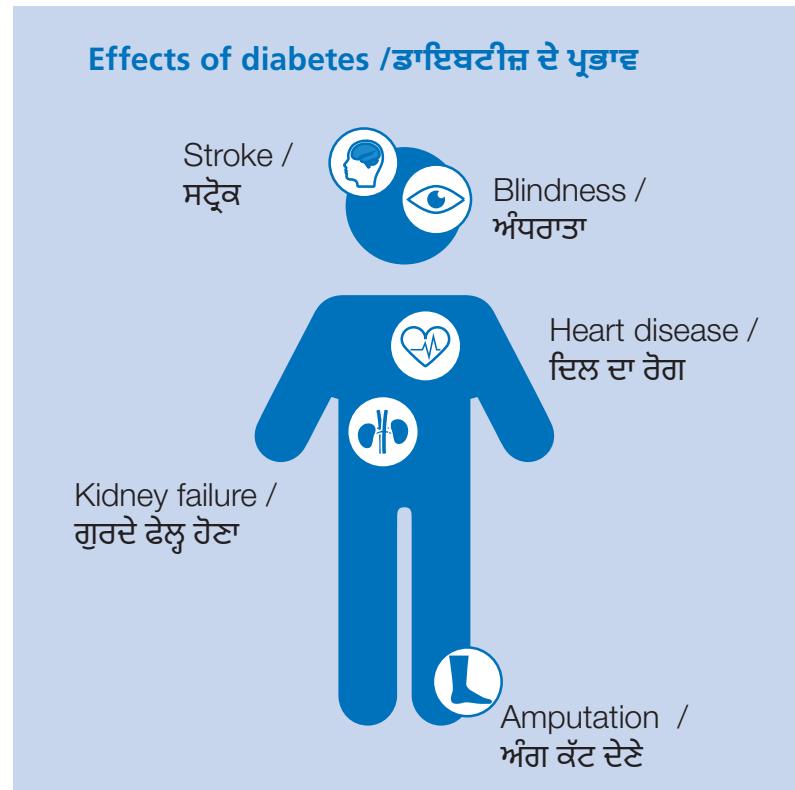 Effects of diabetes /ਡਾਇਬਟੀਜ਼ ਦੇ ਪ੍ਰਭਾਵ
Stroke /
ਸਟ੍ਰੋਕ
Blindness /
ਅੰਧਰਾਤਾ
Heart disease /
ਦਿਲ ਦਾ ਰੋਗ
Kidney failure /
ਗੁਰਦੇ ਫੇਲ੍ਹ ਹੋਣਾ
Amputation /
ਅੰਗ ਕੱਟ ਦੇਣੇ